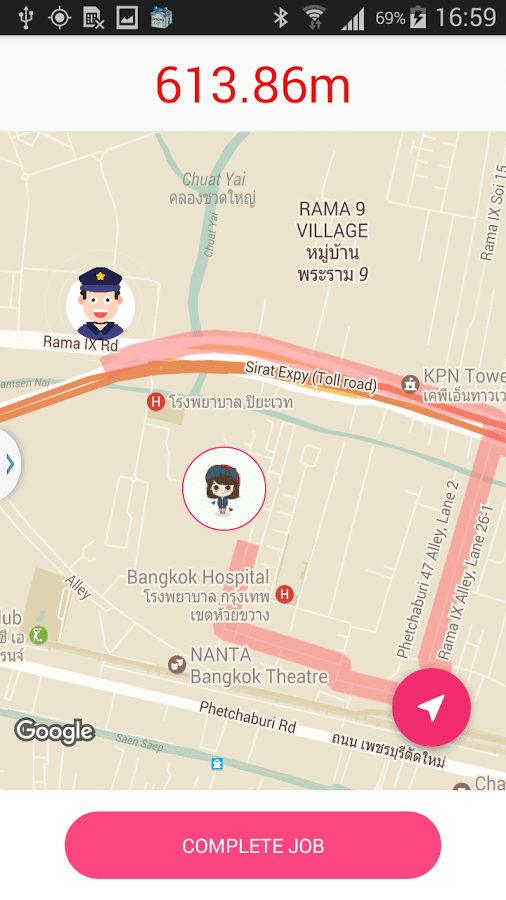 69% 16:59
613.86m
Chuat Yai
คลองชวดใหญ่
Chuat Yai
RAMA 9
VILLAGE
หมู่บ้าน
พระราม 9
Rama IX Soi 15
Rama IX Rd
Sirat Expy (Toll road)
KPN Towe
เคพีเอ็นทาวเว
amsen Nai
H โรงพยาบาล ปิยะเวท
Phetchaburi 47 Alley, Lane 2
Rama IX Alley, Lane 26-1
Alley
Bangkok Hospital
โรงพยาบาล กรุงเทพ H
เขตห้วยขวาง
lub
ซี เอ
รนจ์
NANTA
Bangkok Theatre
Phetchaburi Rd
ถนน เพชรบุรีตัดใหม่
Google
Saen Saep
Cha
COMPLETE JOB